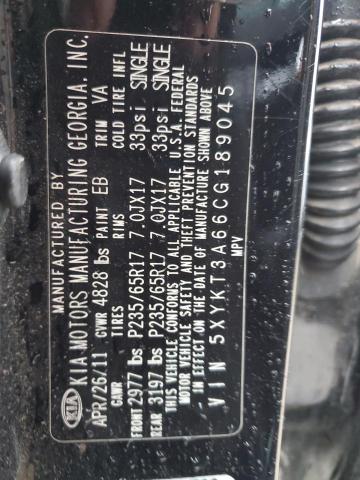 MANUFACTURED BY
KIA KIA MOTORS MANUFACTURING GEORGIA, INC.
APR/26/11 GVWR 4828 lbs PAINT EB TRIM VA
GAWR TIRES RIMS COLD TIRE INFL
FRONT 2977 lbs P235/65R17 7.0JX17 33psi SINGLE
REAR 3197 lbs P235/65R17 7.0JX17 33psi SINGLE
THIS VEHICLE CONFORMS TO ALL APPLICABLE U.S.A. FEDERAL
MOTOR VEHICLE SAFETY AND THEFT PREVENTION STANDARDS
IN EFFECT ON THE DATE OF MANUFACTURE SHOWN ABOVE
VIN 5XYKT3A66CG189045
MPV